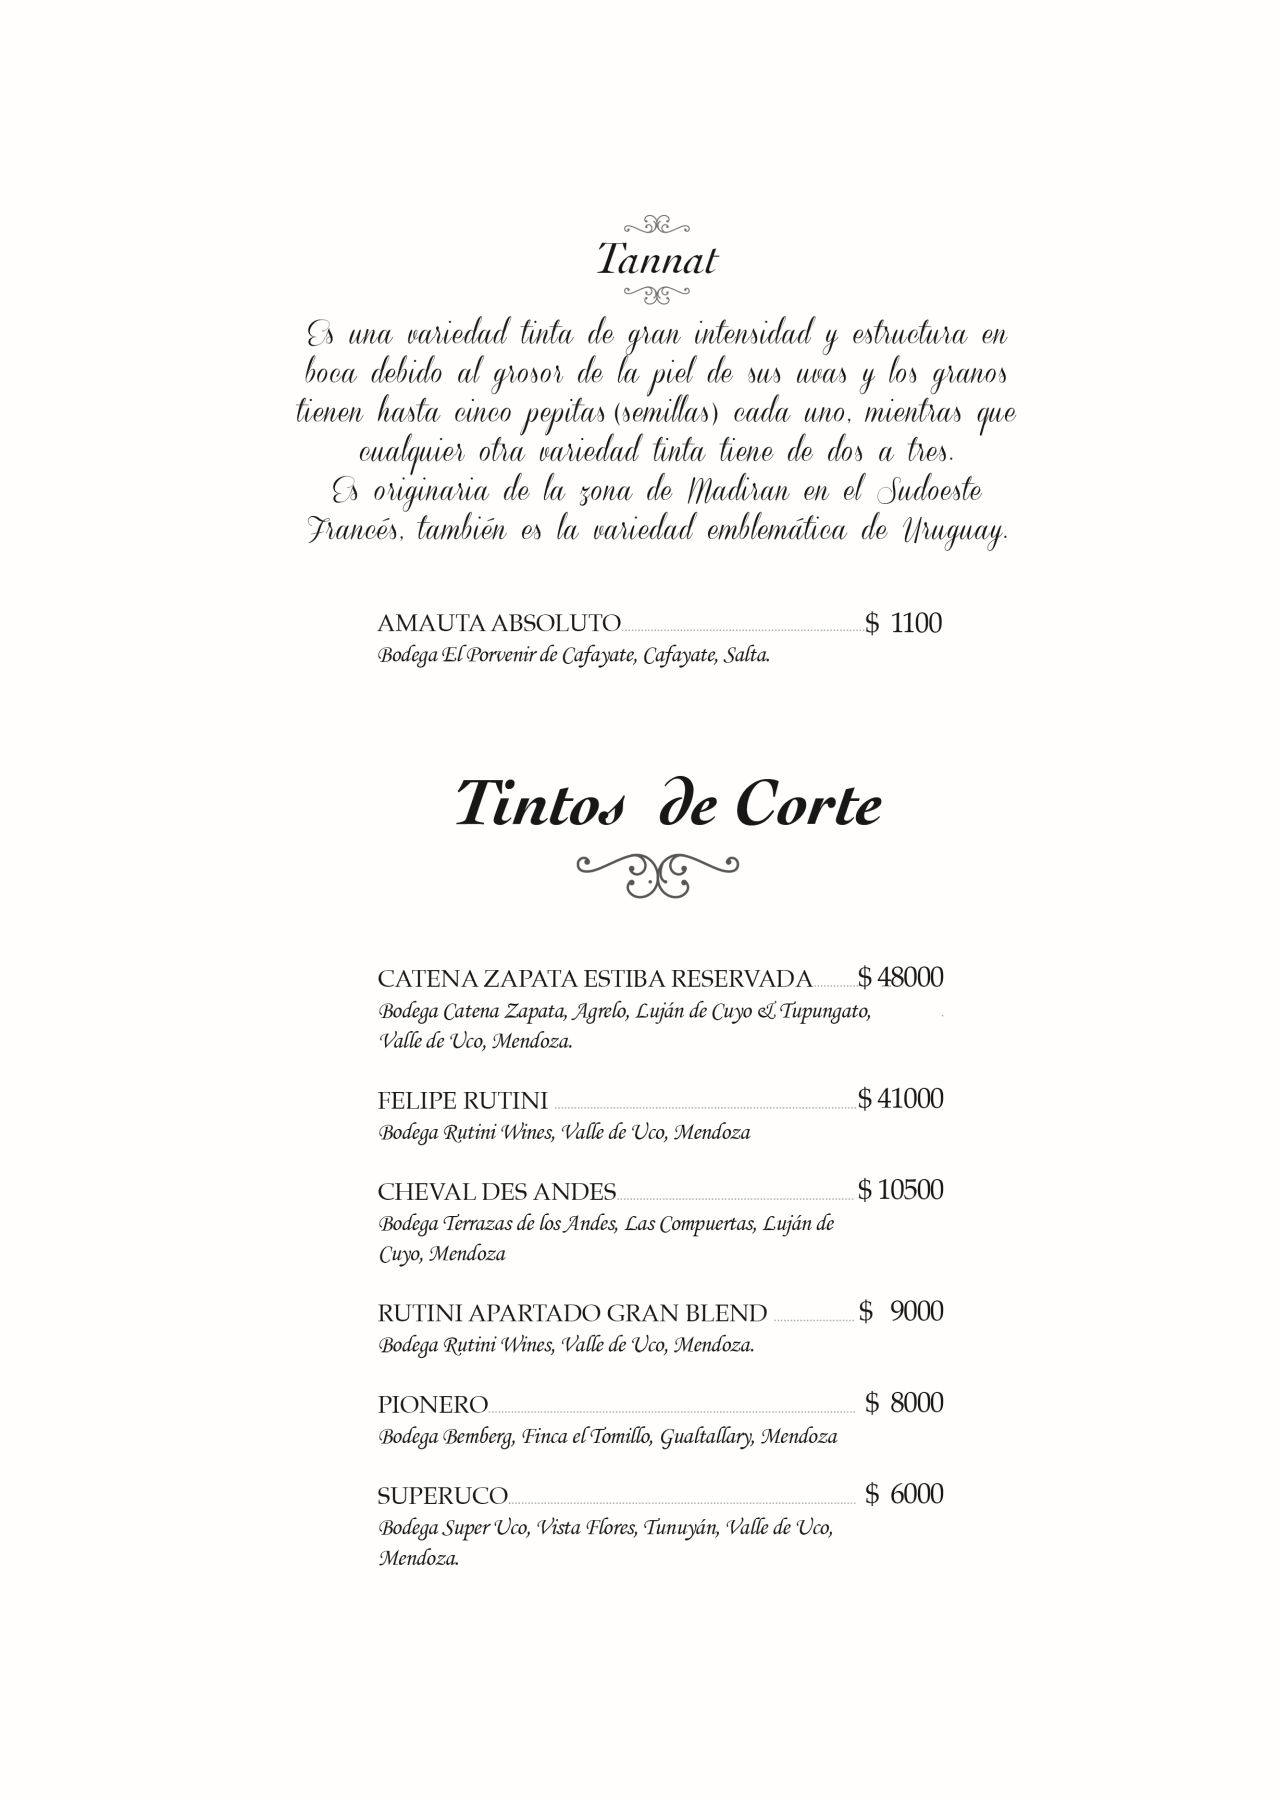 Tannat
Es una variedad tinta de gran intensidad y estructura en
boca debido al grosor de la piel de sus uvas y los granos
tienen hasta cinco pepitas (semillas) cada uno, mientras que
cualquier otra variedad tinta tiene de dos a tres.
Es originaria de la zona de Madiran en el Sudoeste
Francés, también es la variedad emblemática de Uruguay.
AMAUTA ABSOLUTO $ 1100
Bodega El Porvenir de Cafayate, Cafayate, Salta.
Tintos de Corte
CATENA ZAPATA ESTIBA RESERVADA $ 48000
Bodega Catena Zapata, Agrelo, Luján de Cuyo & Tupungato,
Valle de Uco, Mendoza.
FELIPE RUTINI $ 41000
Bodega Rutini Wines, Valle de Uco, Mendoza
CHEVAL DES ANDES $ 10500
Bodega Terrazas de los Andes, Las Compuertas, Luján de
Cuyo, Mendoza
RUTINI APARTADO GRAN BLEND $ 9000
Bodega Rutini Wines, Valle de Uco, Mendoza.
PIONERO $ 8000
Bodega Bemberg, Finca el Tomillo, Gualtallary, Mendoza
SUPERUCO $ 6000
Bodega Super Uco, Vista Flores, Tunuyán, Valle de Uco,
Mendoza.